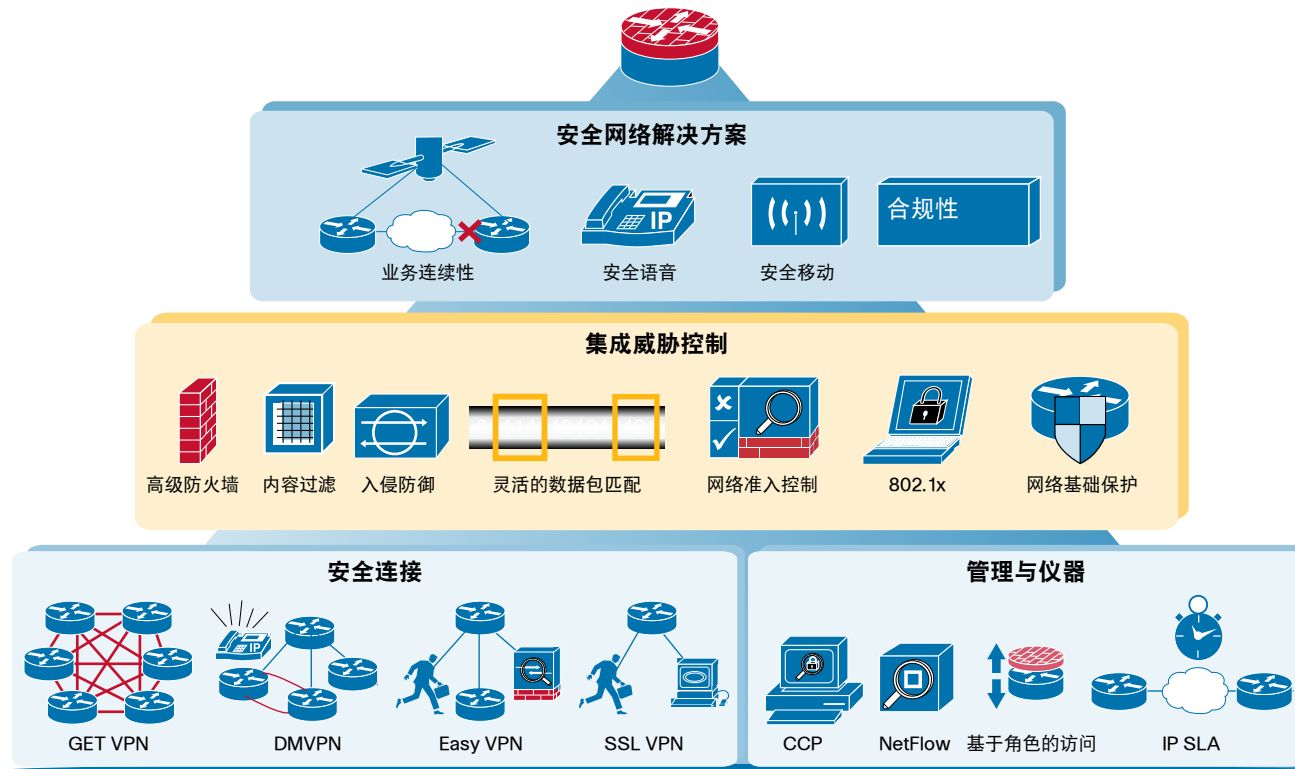 安全网络解决方案
IP
合规性
业务连续性
安全语音
安全移动
集成威胁控制
高级防火墙
内容过滤
入侵防御
灵活的数据包匹配
网络准入控制
802.1x
网络基础保护
安全连接
IP
GET VPN
DMVPN
Easy VPN
SSL VPN
管理与仪器
CCP
NetFlow
基于角色的访问
IP SLA